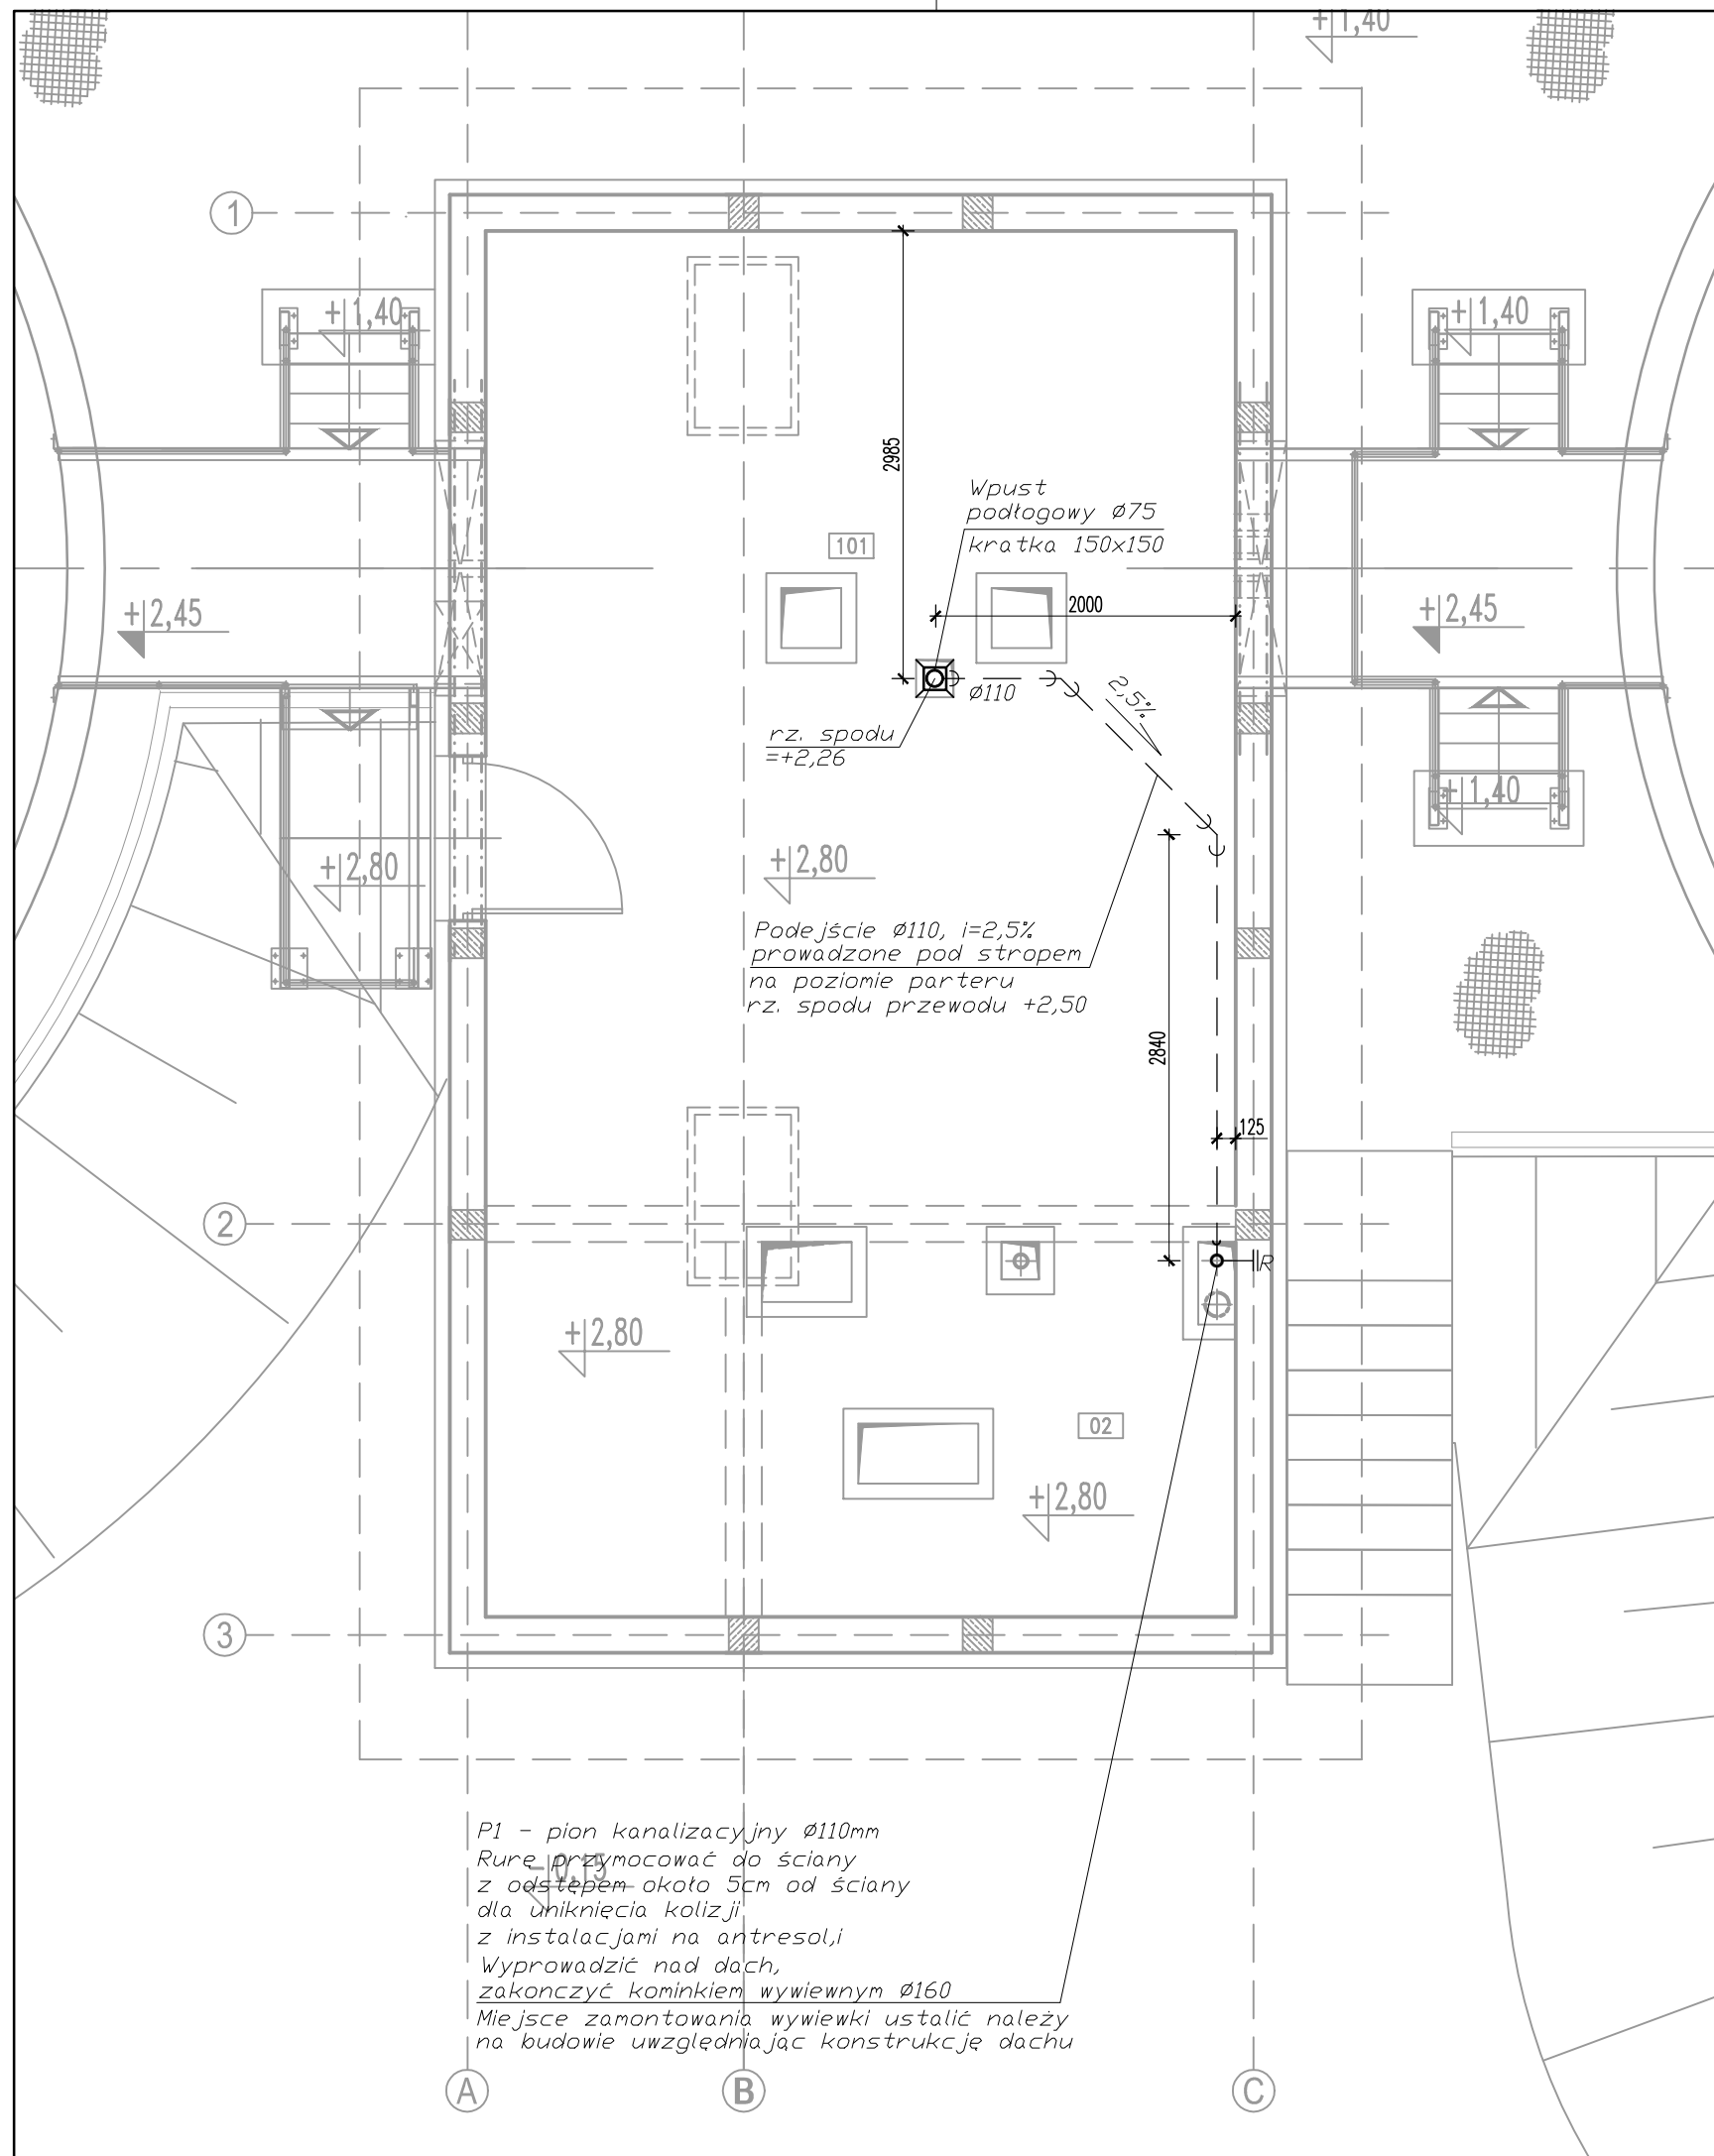 +1,40
1
+1,40
+1,40
2985
Wpust
podłogowy Ø75
kratka 150x150
101
2000
+2,45
+2,45
Ø110
2,5%
rz. spodu
=+2,26
+1,40
+2,80
+2,80
Podejście Ø110, i=2,5%
prowadzone pod stropem
na poziomie parteru
rz. spodu przewodu +2,50
2840
125
2
R
+2,80
02
+2,80
3
P1 - pion kanalizacyjny Ø110mm
Rurę przymocować do ściany
-0,15
z odstępem około 5cm od ściany
dla uniknięcia kolizji
z instalacjami na antresol,i
Wyprowadzić nad dach,
zakonczyć kominkiem wywiewnym Ø160
Miejsce zamontowania wywiewki ustalić należy
na budowie uwzględniając konstrukcję dachu
A
B
C